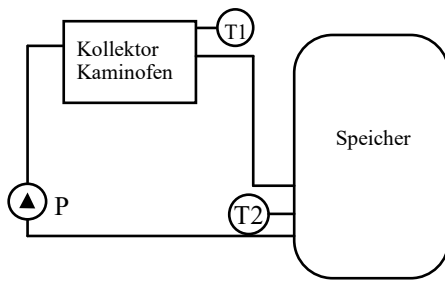 T1
Kollektor
Kaminofen
Speicher
P
T2